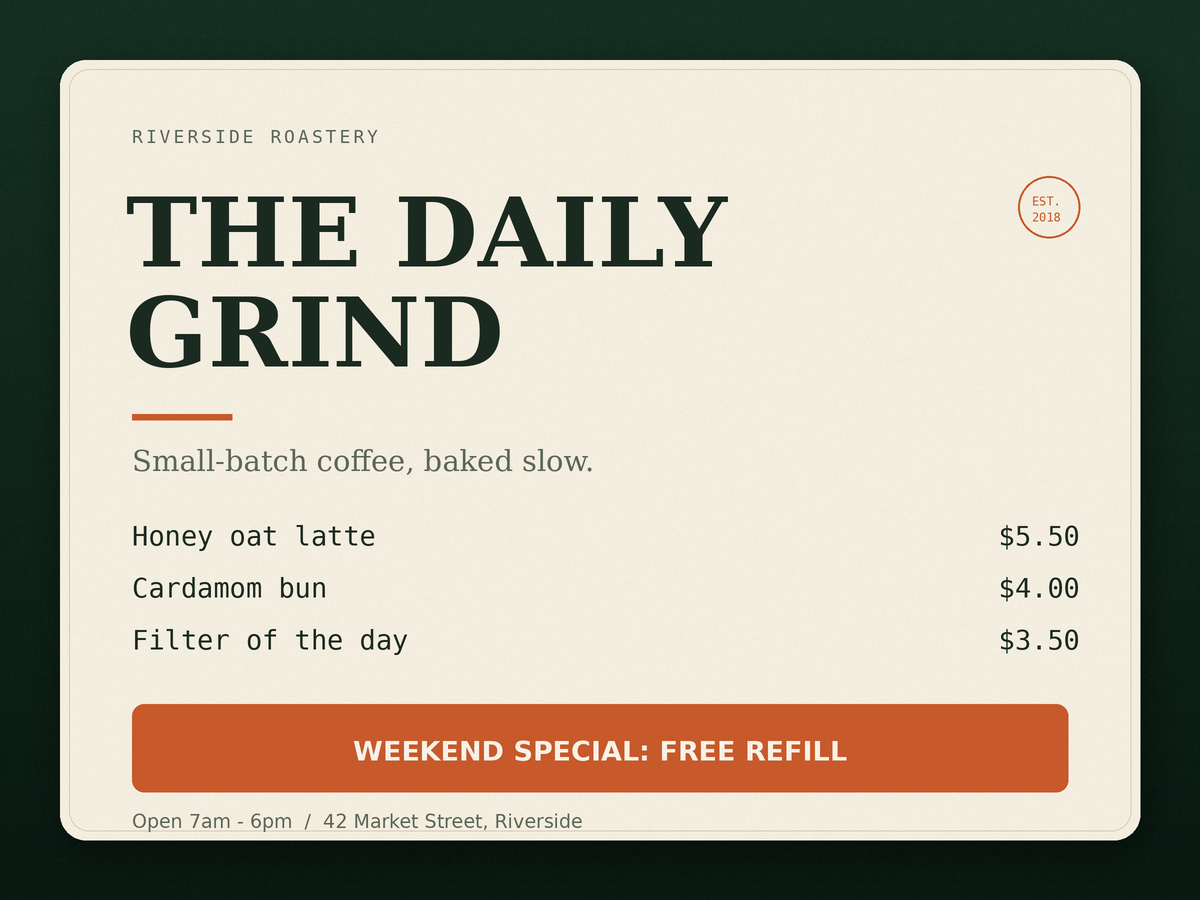 RIVERSIDE ROASTERY
THE DAILY
GRIND
EST.
2018
Small-batch coffee, baked slow.
Honey oat latte $5.50
Cardamom bun $4.00
Filter of the day $3.50
WEEKEND SPECIAL: FREE REFILL
Open 7am - 6pm / 42 Market Street, Riverside